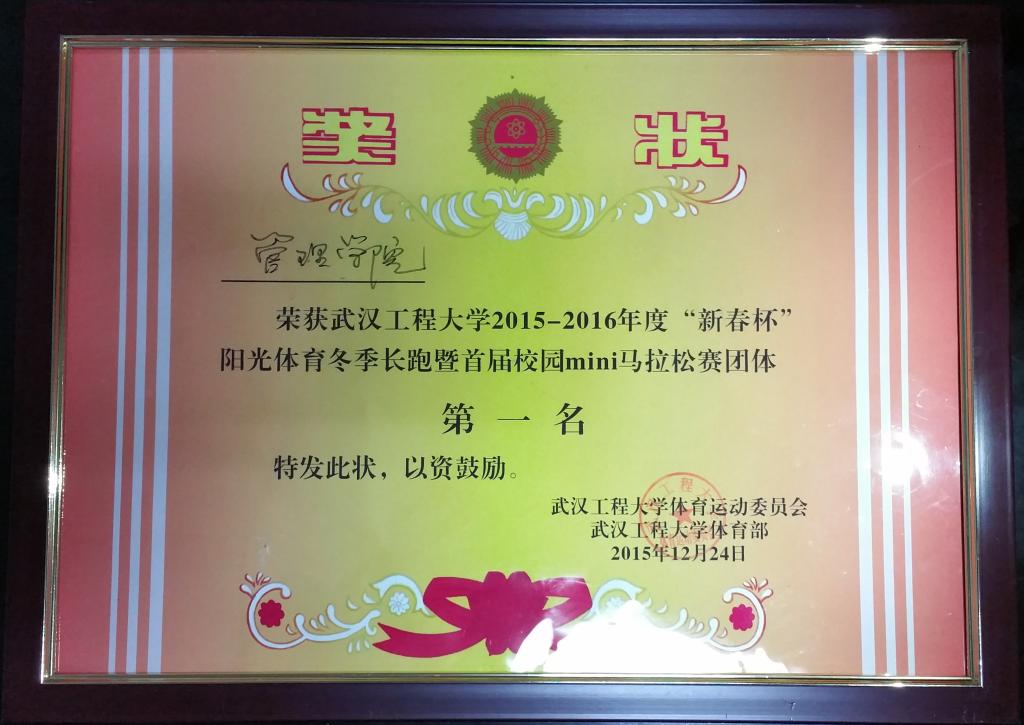 奖状
管理学院
荣获武汉工程大学2015-2016年度“新春杯”
阳光体育冬季长跑暨首届校园mini马拉松赛团体
第一名
特发此状，以资鼓励。
武汉工程大学体育运动委员会
武汉工程大学体育部
2015年12月24日